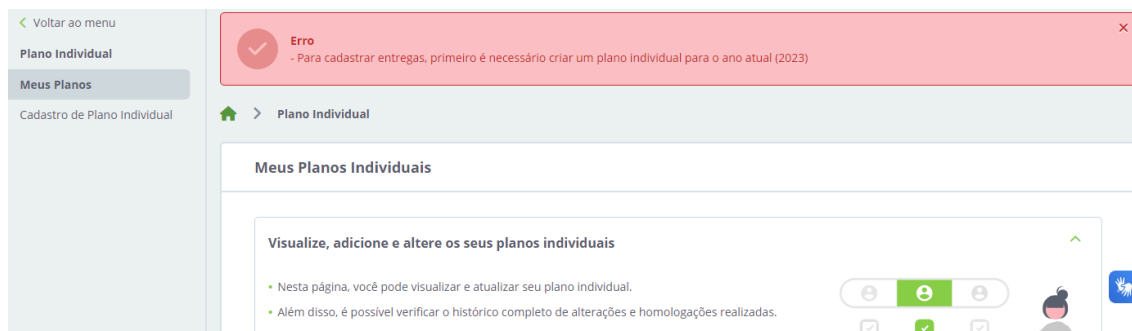 Voltar ao menu
Plano Individual
Meus Planos
Cadastro de Plano Individual
Erro
- Para cadastrar entregas, primeiro é necessário criar um plano individual para o ano atual (2023)
Plano Individual
Meus Planos Individuais
Visualize, adicione e altere os seus planos individuais
• Nesta página, você pode visualizar e atualizar seu plano individual.
• Além disso, é possível verificar o histórico completo de alterações e homologações realizadas.